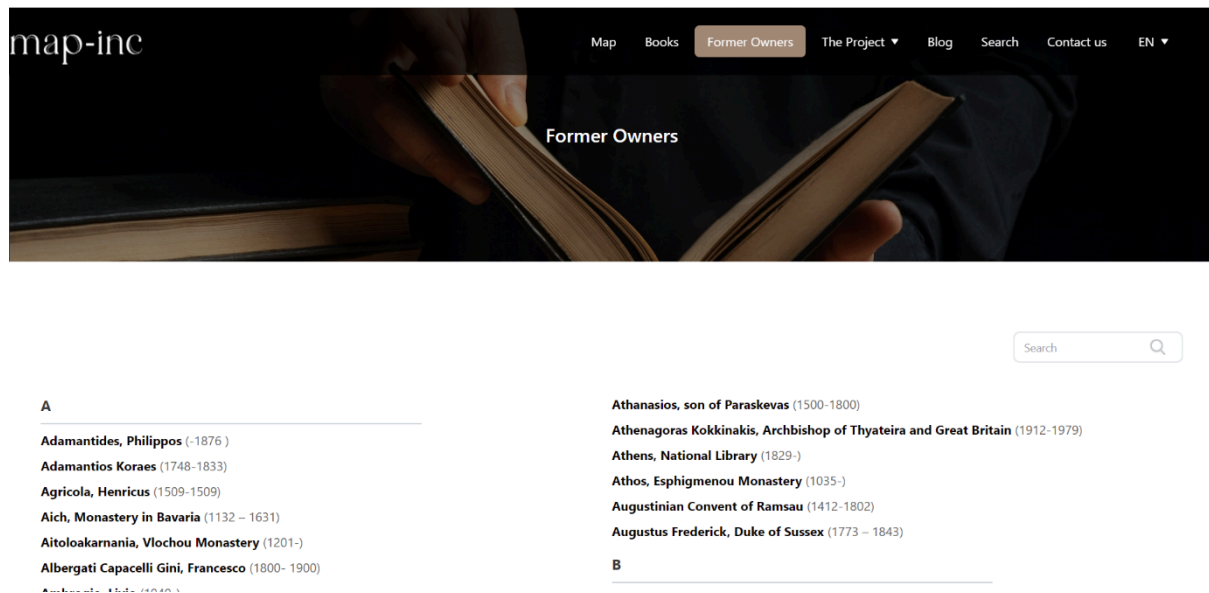 map-inc
Map Books Former Owners The Project ▼ Blog Search Contact us EN ▼
Former Owners
Search
A
Adamantides, Philippos (-1876 )
Adamantios Koraes (1748-1833)
Agricola, Henricus (1509-1509)
Aich, Monastery in Bavaria (1132 – 1631)
Aitoloakarnania, Vlochou Monastery (1201-)
Albergati Capacelli Gini, Francesco (1800- 1900)
Athanasios, son of Paraskevas (1500-1800)
Athenagoras Kokkinakis, Archbishop of Thyateira and Great Britain (1912-1979)
Athens, National Library (1829-)
Athos, Esphigmenou Monastery (1035-)
Augustinian Convent of Ramsau (1412-1802)
Augustus Frederick, Duke of Sussex (1773 – 1843)
B